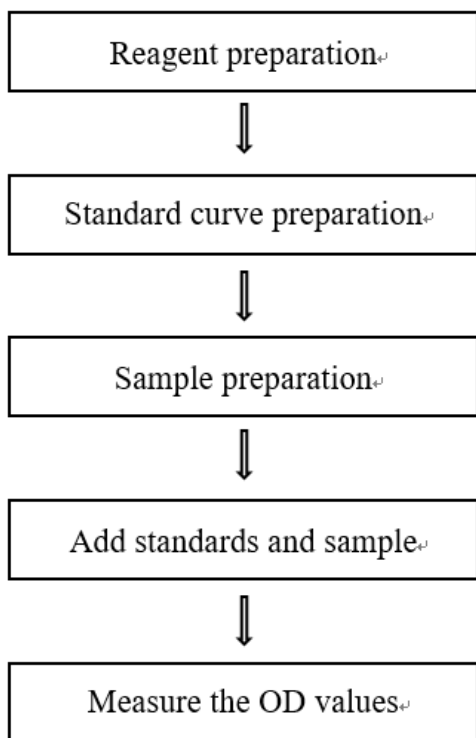 Reagent preparation
Standard curve preparation
Sample preparation
Add standards and sample
Measure the OD values